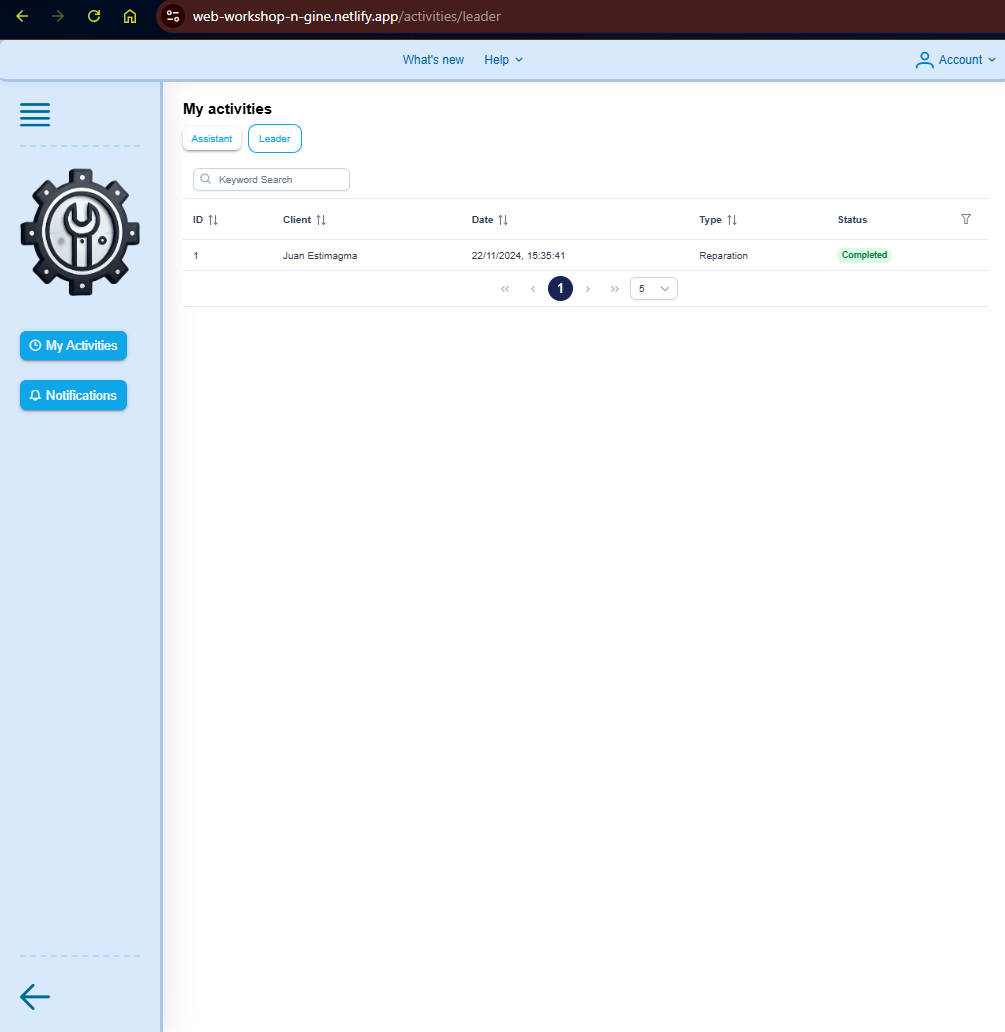 web-workshop-n-gine.netlify.app/activities/leader
What's new Help Account
My activities
Assistant Leader
Keyword Search
ID Client Date Type Status
1 Juan Estimagma 22/11/2024, 15:35:41 Reparation Completed
« ‹ 1 › » 5
My Activities
Notifications